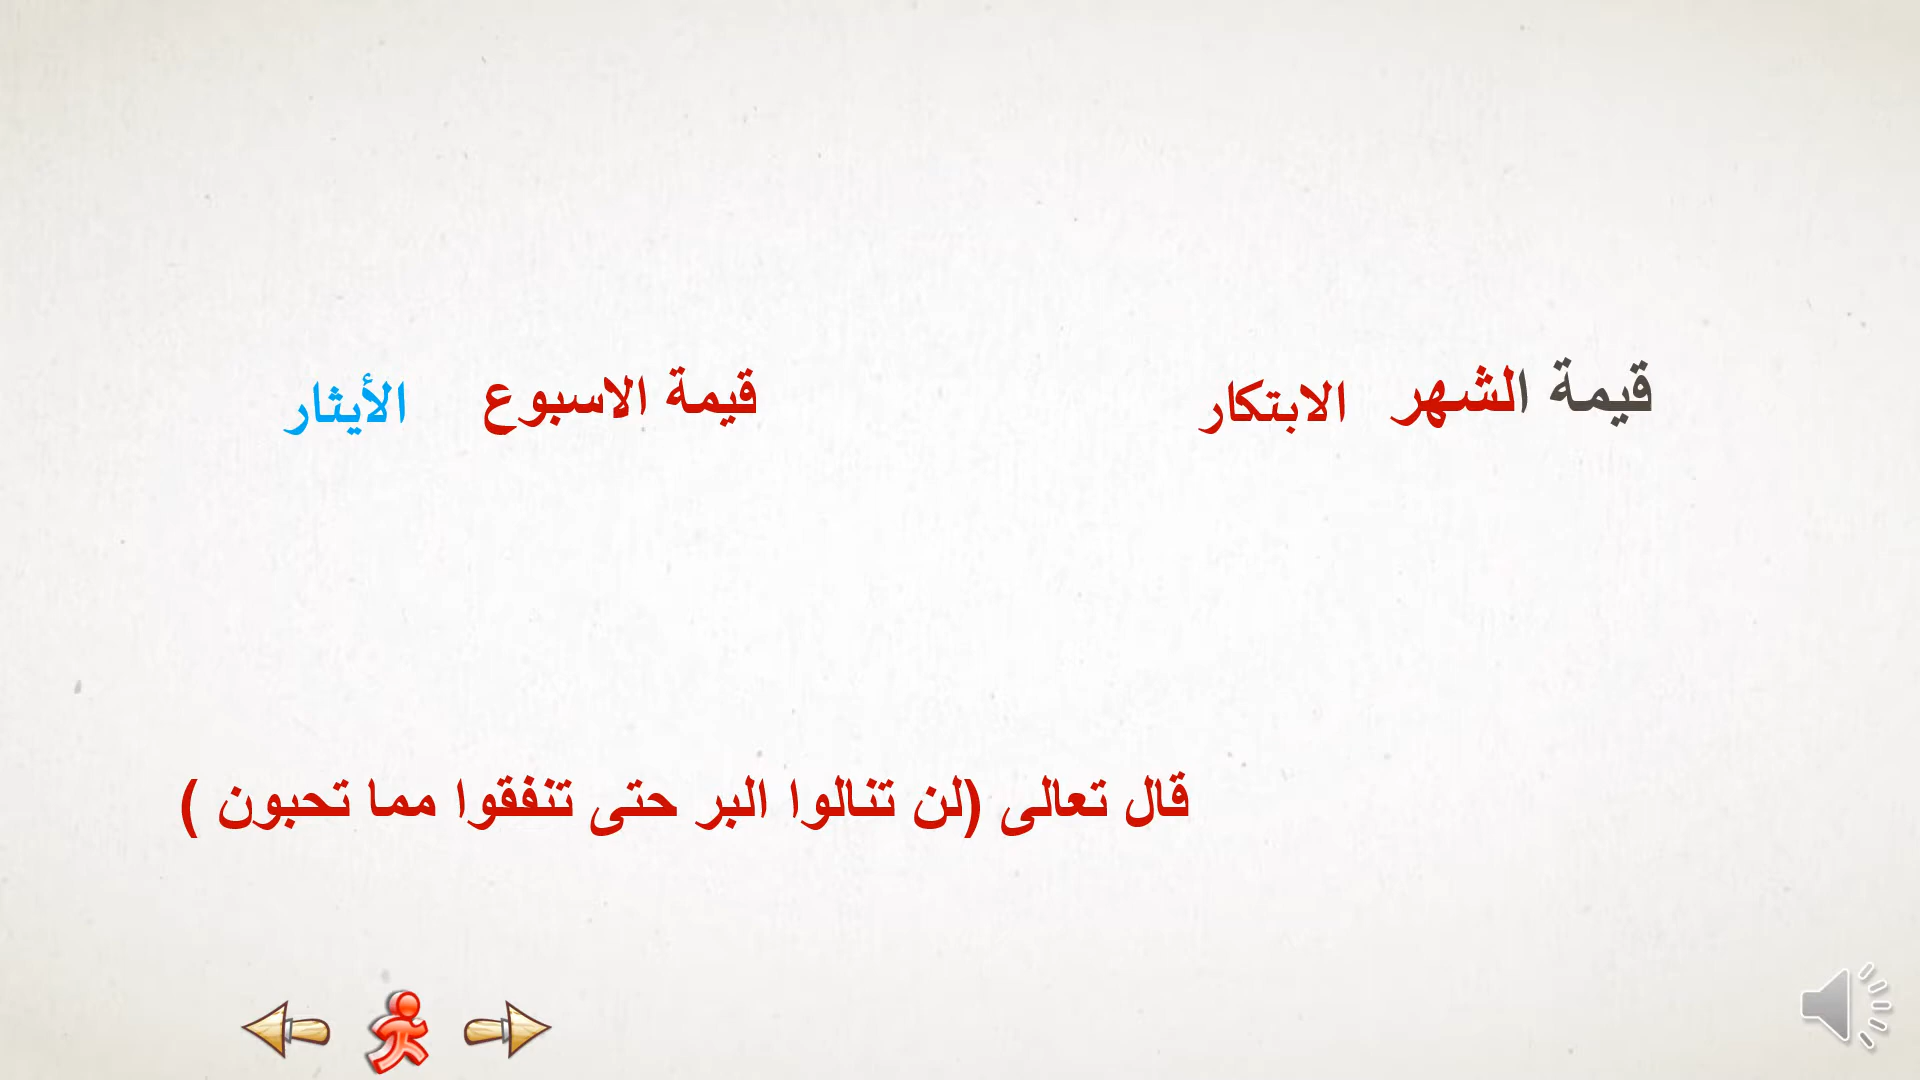 قيمة الشهر الابتكار قيمة الاسبوع الأيثار
قال تعالى (لن تنالوا البر حتى تنفقوا مما تحبون )